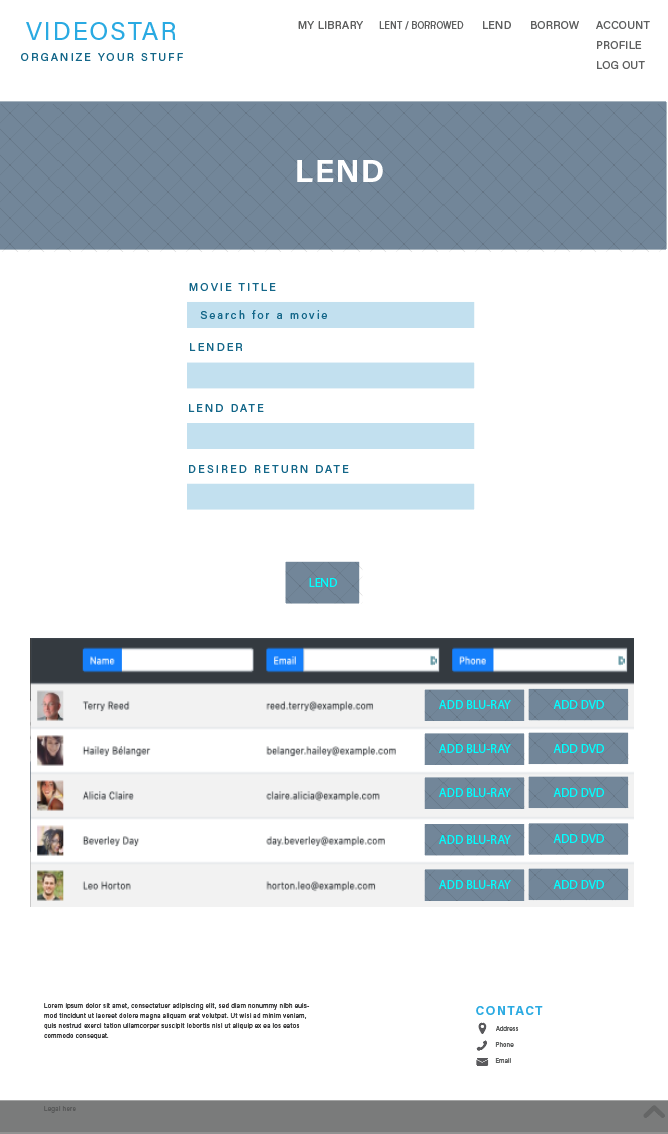 VIDEOSTAR
ORGANIZE YOUR STUFF
MY LIBRARY LENT / BORROWED LEND BORROW ACCOUNT
PROFILE
LOG OUT
LEND
MOVIE TITLE
Search for a movie
LENDER
LEND DATE
DESIRED RETURN DATE
LEND
Name Email Phone
Terry Reed reed.terry@example.com ADD BLU-RAY ADD DVD
Hailey Bélanger belanger.hailey@example.com ADD BLU-RAY ADD DVD
Alicia Claire claire.alicia@example.com ADD BLU-RAY ADD DVD
Beverley Day day.beverley@example.com ADD BLU-RAY ADD DVD
Leo Horton horton.leo@example.com ADD BLU-RAY ADD DVD
Lorem ipsum dolor sit amet, consectetuer adipiscing elit, sed diam nonummy nibh euis-
mod tincidunt ut laoreet dolore magna aliquam erat volutpat. Ut wisi ad minim veniam,
quis nostrud exerci tation ullamcorper suscipit lobortis nisl ut aliquip ex ea los eatos
commodo consequat.
CONTACT
Address
Phone
Email
Legal here